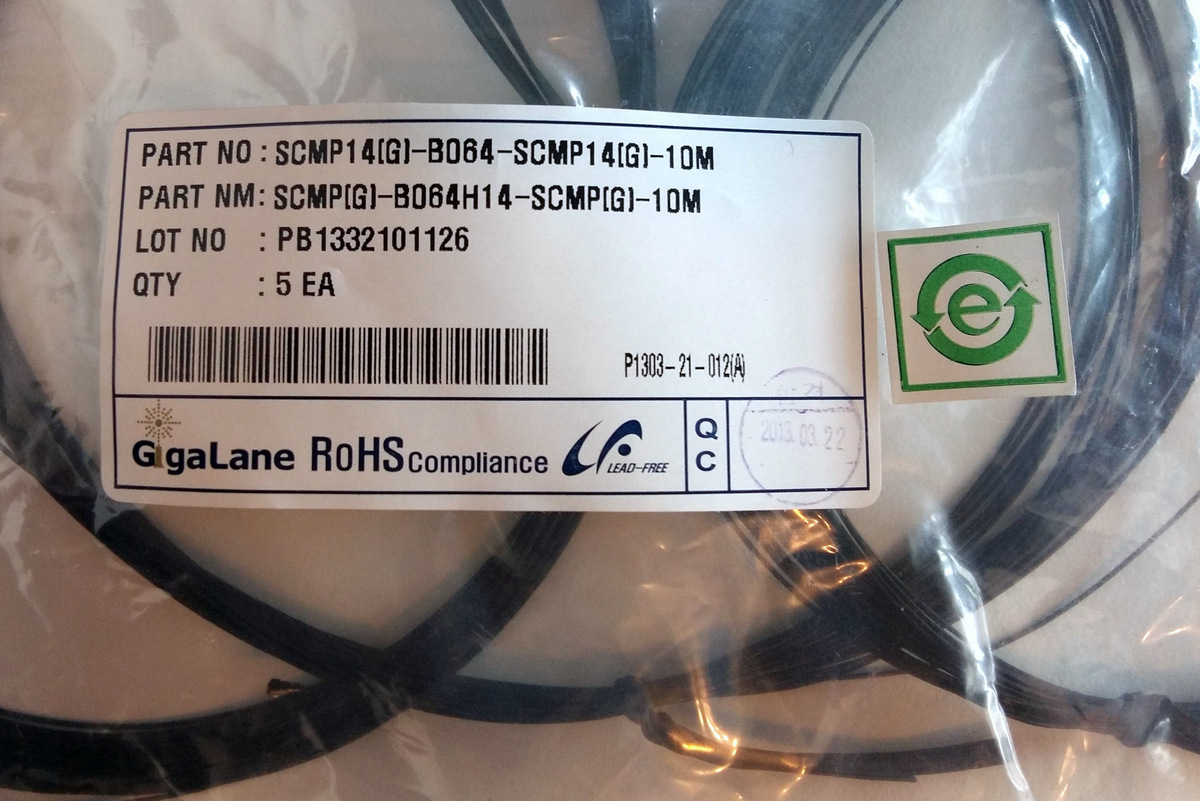 PART NO : SCMP14(G)-B064-SCMP14(G)-10M
PART NM: SCMP(G)-B064H14-SCMP(G)-10M
LOT NO : PB1332101126
QTY : 5 EA
P1303-21-012(A)
GigaLane RoHS Compliance LEAD-FREE
QC
2013.03.22
e